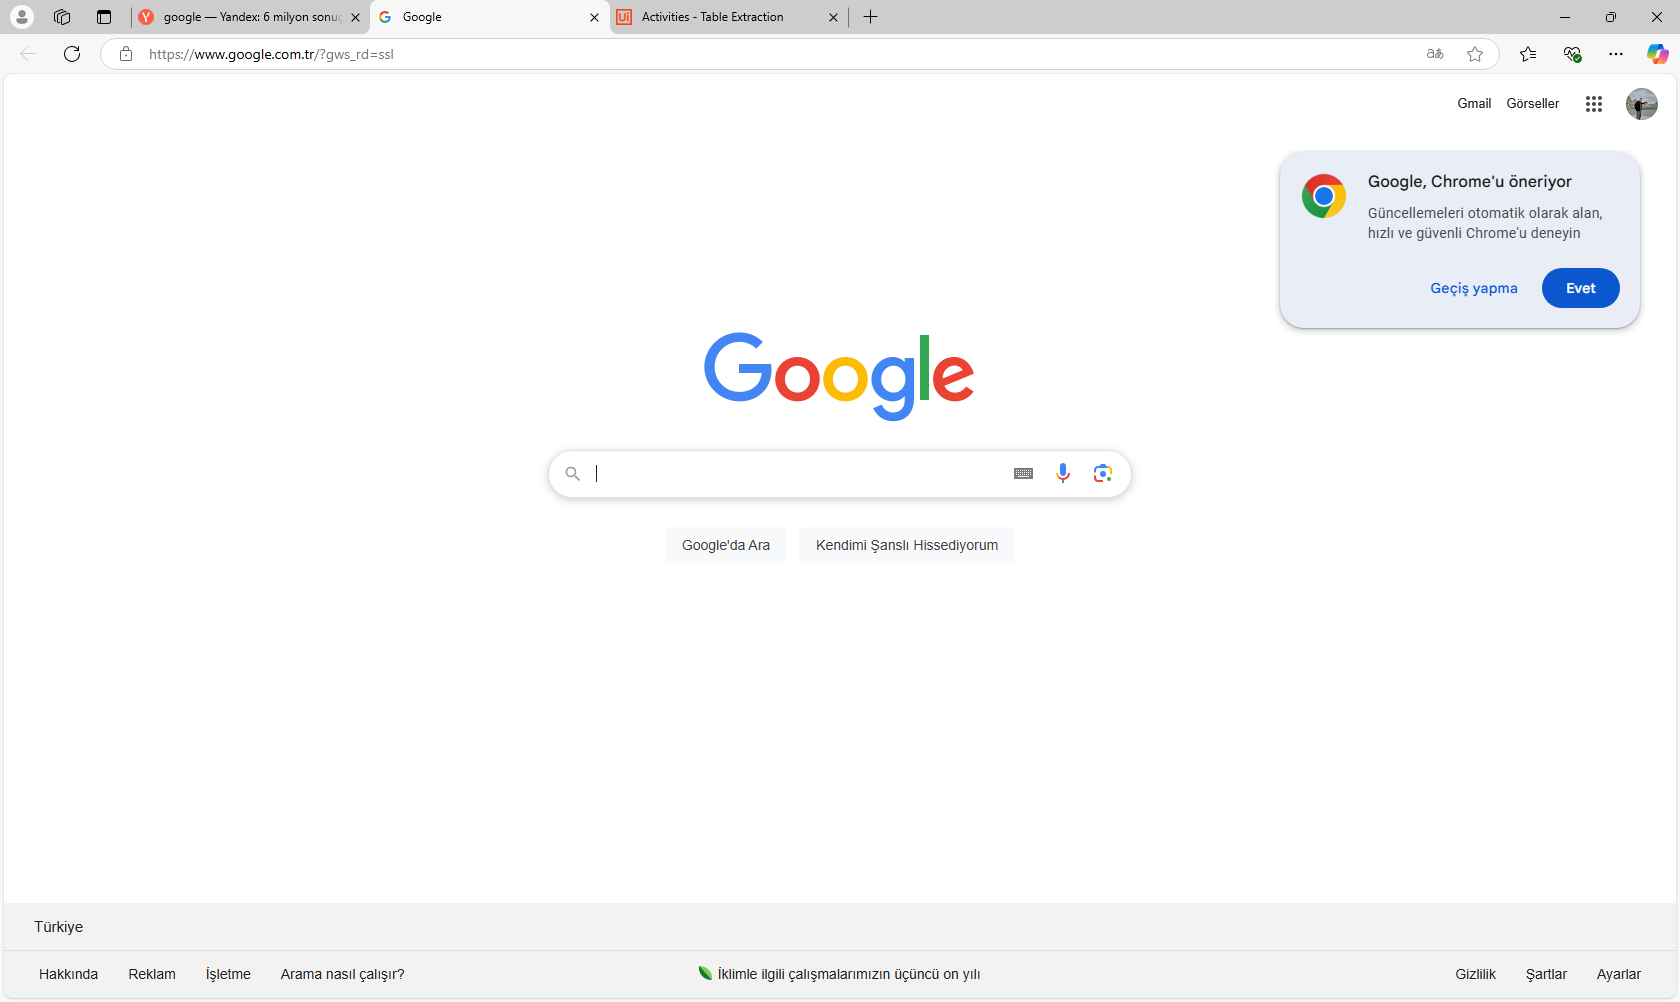 google — Yandex: 6 milyon sonuç
Google
Activities - Table Extraction
https://www.google.com.tr/?gws_rd=ssl
Gmail
Görseller
Google, Chrome'u öneriyor
Güncellemeleri otomatik olarak alan,
hızlı ve güvenli Chrome'u deneyin
Geçiş yapma
Evet
Google
Google'da Ara
Kendimi Şanslı Hissediyorum
Türkiye
Hakkında
Reklam
İşletme
Arama nasıl çalışır?
İklimle ilgili çalışmalarımızın üçüncü on yılı
Gizlilik
Şartlar
Ayarlar